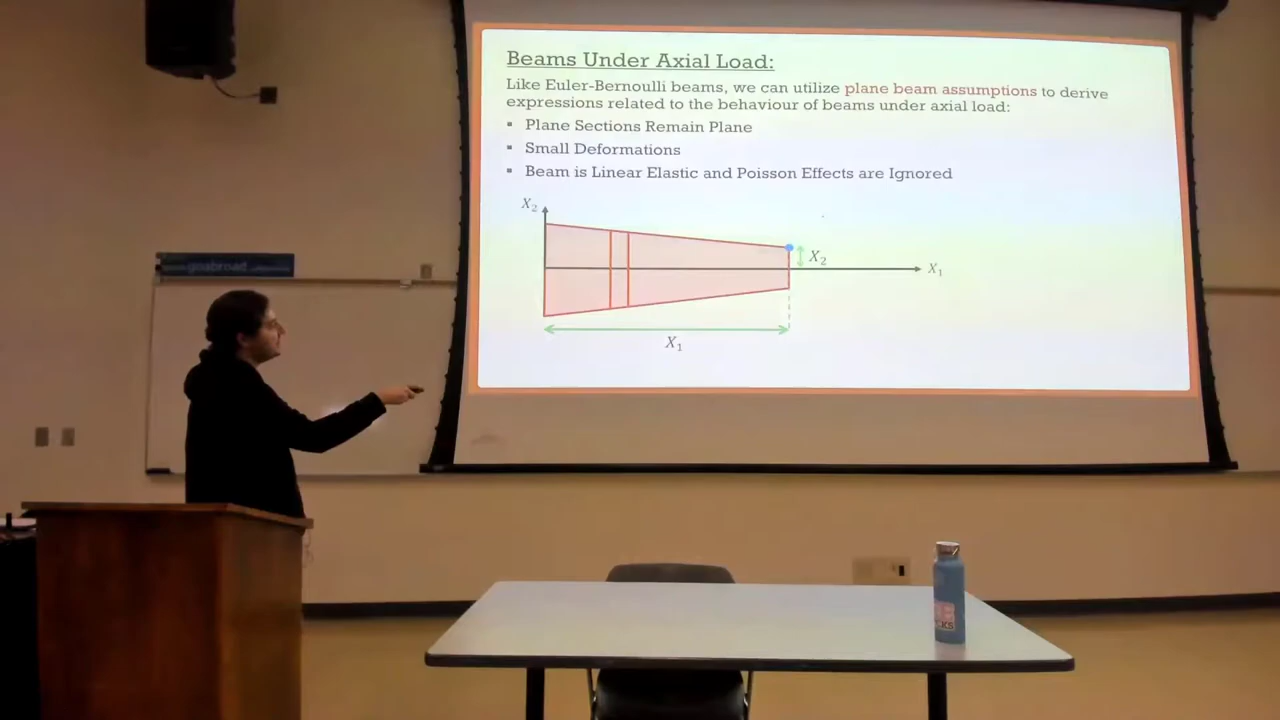 Beams Under Axial Load:
Like Euler-Bernoulli beams, we can utilize plane beam assumptions to derive
expressions related to the behaviour of beams under axial load:
▪ Plane Sections Remain Plane
▪ Small Deformations
▪ Beam is Linear Elastic and Poisson Effects are Ignored
X₂
X₂
X₁
X₁
goabroad